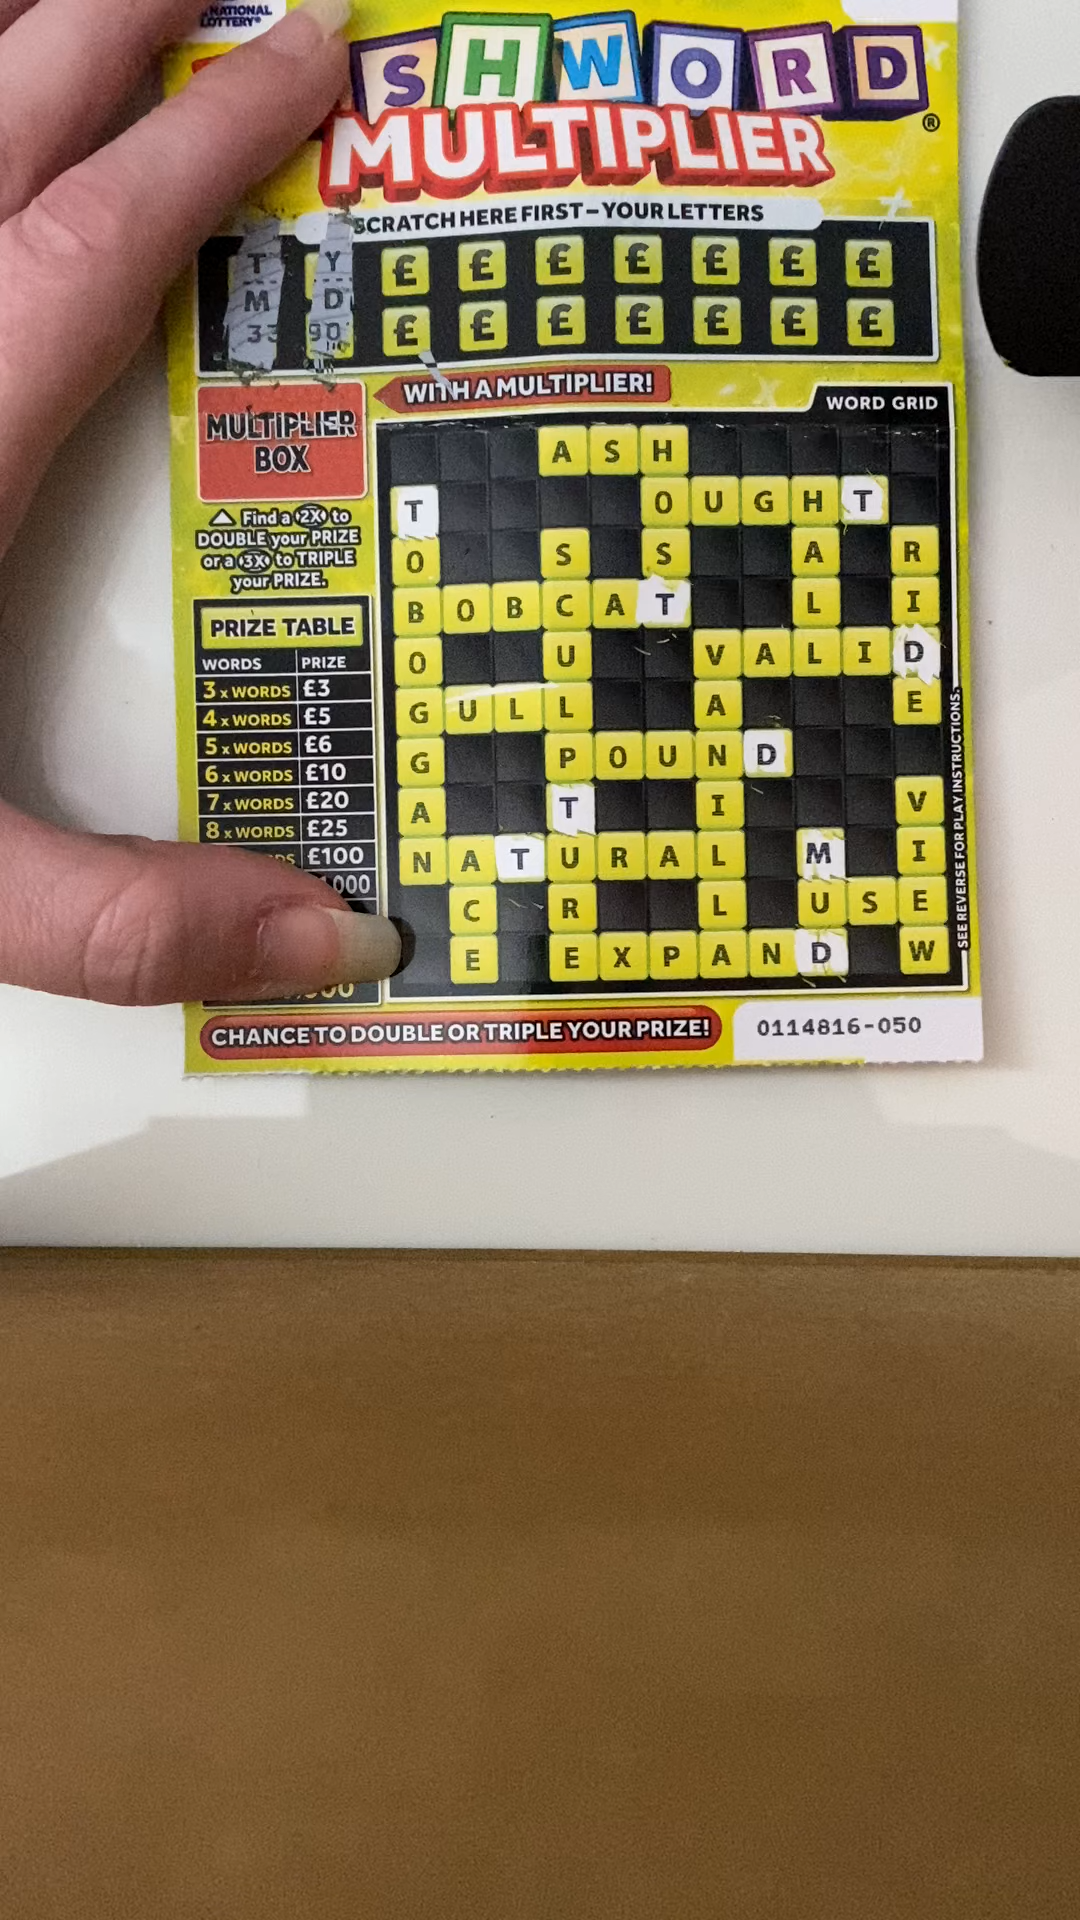 NATIONAL
LOTTERY®
SHWORD
MULTIPLIER®
SCRATCH HERE FIRST – YOUR LETTERS
T Y £ £ £ £ £ £ £
M D £ £ £ £ £ £ £
33 90
WITH A MULTIPLIER!
WORD GRID
MULTIPLIER
BOX
Find a 2X to
DOUBLE your PRIZE
or a 3X to TRIPLE
your PRIZE.
PRIZE TABLE
WORDS PRIZE
3 x WORDS £3
4 x WORDS £5
5 x WORDS £6
6 x WORDS £10
7 x WORDS £20
8 x WORDS £25
£100
A S H
T O U G H T
O S S A R
B O B C A T L I
O U V A L I D
G U L L A E
G P O U N D
A T I V
N A T U R A L M I
C R L U S E
E E X P A N D W
SEE REVERSE FOR PLAY INSTRUCTIONS.
CHANCE TO DOUBLE OR TRIPLE YOUR PRIZE!
0114816-050